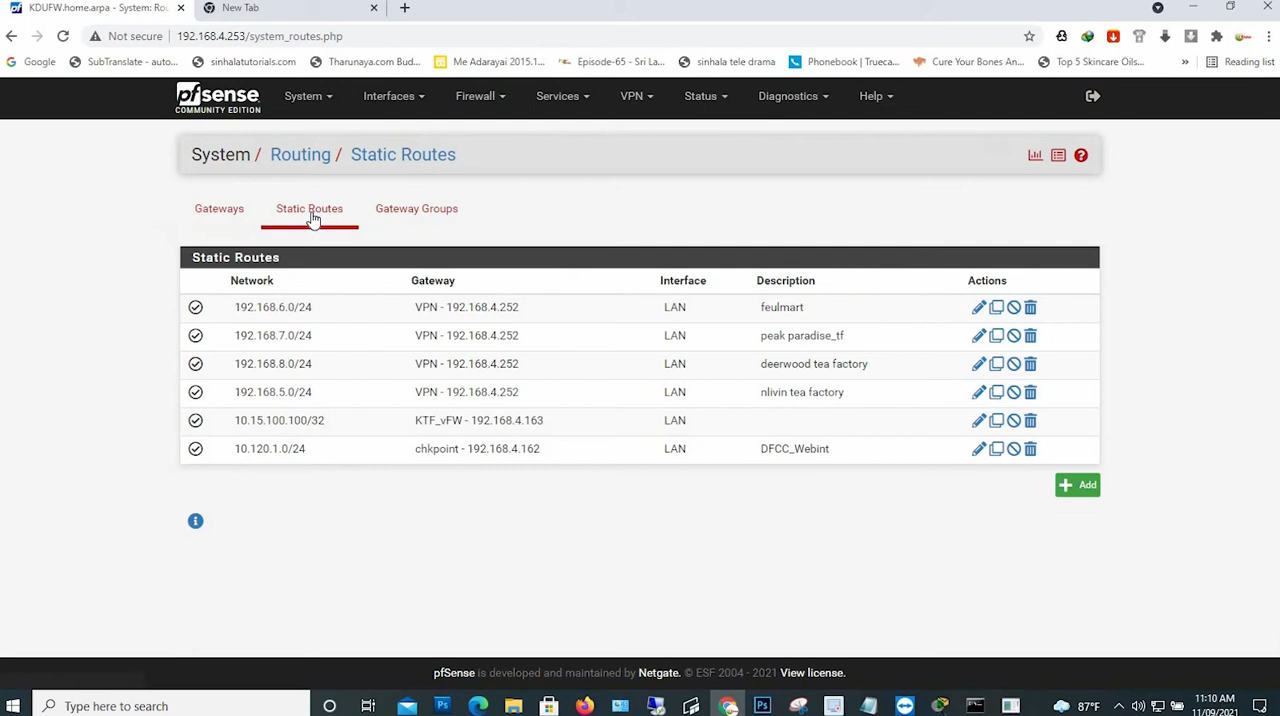 KDUFW.home.arpa - System: Rou
New Tab
Not secure 192.168.4.253/system_routes.php
Google SubTranslate - auto... sinhalatutorials.com Tharunaya.com Bud... Me Adarayai 2015.1... Episode-65 - Sri La... sinhala tele drama Phonebook | Trueca... Cure Your Bones An... Top 5 Skincare Oils... » Reading list
pfsense System Interfaces Firewall Services VPN Status Diagnostics Help
COMMUNITY EDITION
System / Routing / Static Routes
Gateways Static Routes Gateway Groups
Static Routes
Network Gateway Interface Description Actions
192.168.6.0/24 VPN - 192.168.4.252 LAN feulmart
192.168.7.0/24 VPN - 192.168.4.252 LAN peak paradise_tf
192.168.8.0/24 VPN - 192.168.4.252 LAN deerwood tea factory
192.168.5.0/24 VPN - 192.168.4.252 LAN nlivin tea factory
10.15.100.100/32 KTF_vFW - 192.168.4.163 LAN
10.120.1.0/24 chkpoint - 192.168.4.162 LAN DFCC_Webint
Add
pfSense is developed and maintained by Netgate. © ESF 2004 - 2021 View license.
Type here to search
87°F
11:10 AM
11/09/2021